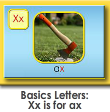 Xx
ax
Basics Letters:
Xx is for ax